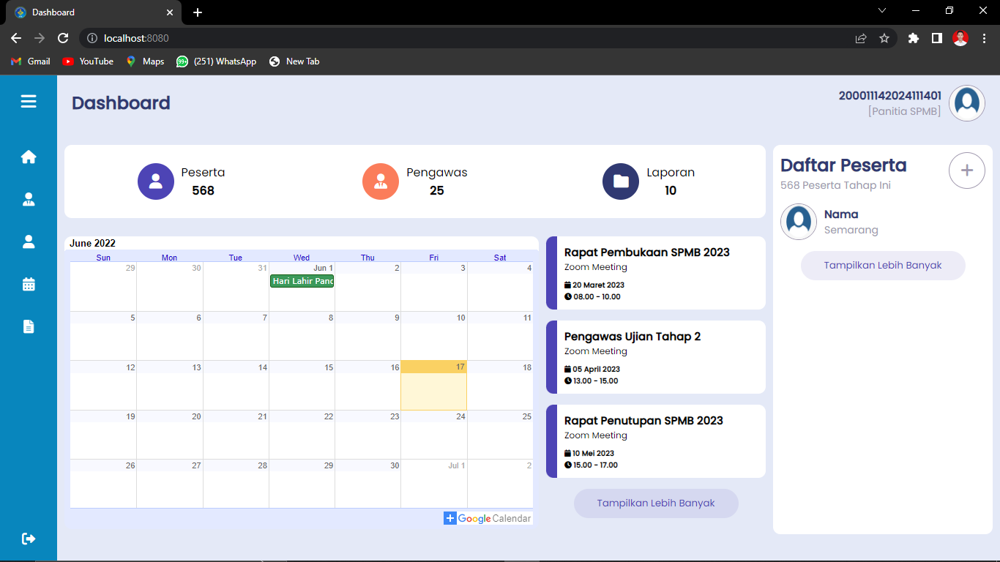 Dashboard
localhost:8080
Gmail YouTube Maps 99+ (251) WhatsApp New Tab
Dashboard
200011142024111401
[Panitia SPMB]
Peserta
568
Pengawas
25
Laporan
10
June 2022
Sun Mon Tue Wed Thu Fri Sat
29 30 31 Jun 1 2 3 4
Hari Lahir Panc
5 6 7 8 9 10 11
12 13 14 15 16 17 18
19 20 21 22 23 24 25
26 27 28 29 30 Jul 1 2
Google Calendar
Rapat Pembukaan SPMB 2023
Zoom Meeting
20 Maret 2023
08.00 - 10.00
Pengawas Ujian Tahap 2
Zoom Meeting
05 April 2023
13.00 - 15.00
Rapat Penutupan SPMB 2023
Zoom Meeting
10 Mei 2023
15.00 - 17.00
Tampilkan Lebih Banyak
Daftar Peserta
568 Peserta Tahap Ini
Nama
Semarang
Tampilkan Lebih Banyak